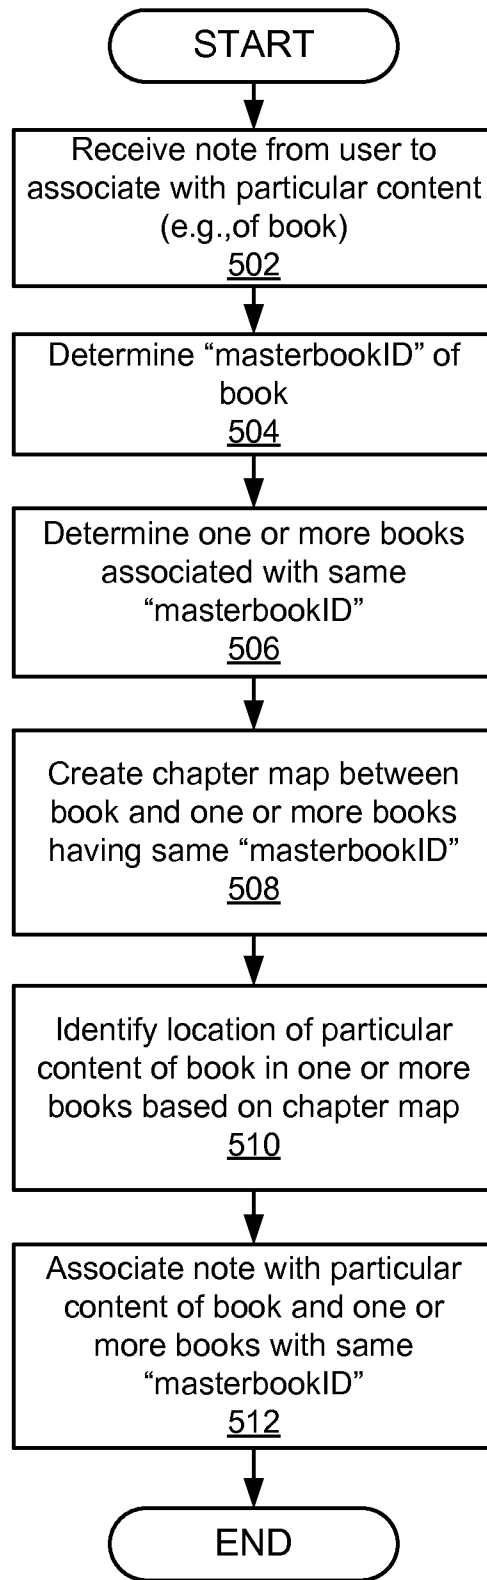 START
Receive note from user to
associate with particular content
(e.g.,of book)
502
Determine “masterbookID” of
book
504
Determine one or more books
associated with same
“masterbookID”
506
Create chapter map between
book and one or more books
having same “masterbookID”
508
Identify location of particular
content of book in one or more
books based on chapter map
510
Associate note with particular
content of book and one or
more books with same
“masterbookID”
512
END